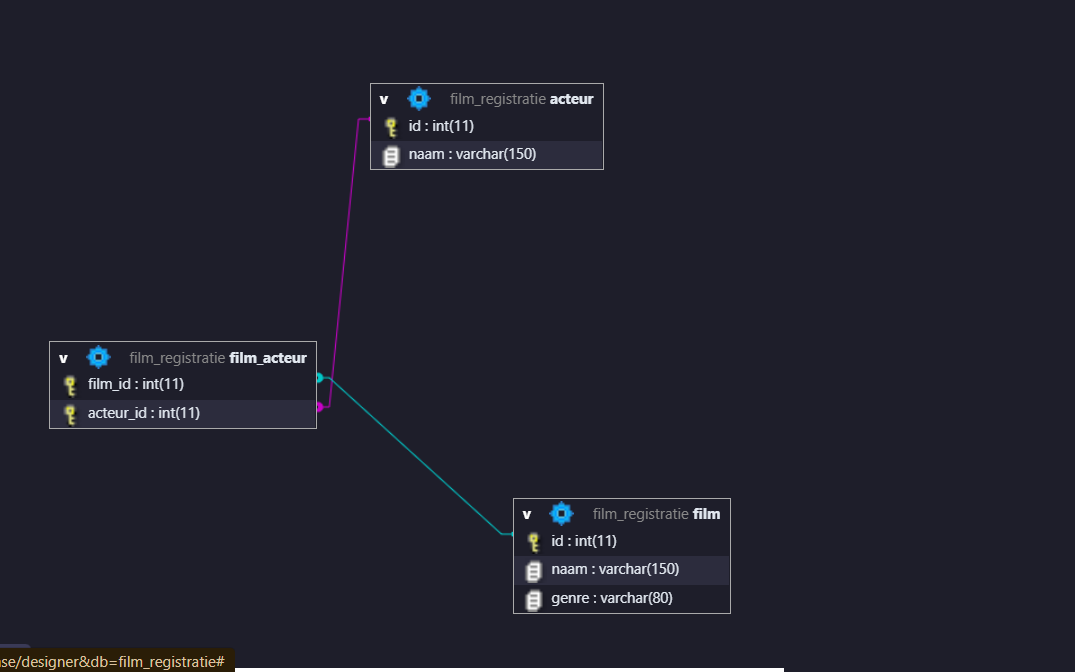 v film_registratie acteur
id : int(11)
naam : varchar(150)
v film_registratie film_acteur
film_id : int(11)
acteur_id : int(11)
v film_registratie film
id : int(11)
naam : varchar(150)
genre : varchar(80)
se/designer&db=film_registratie#